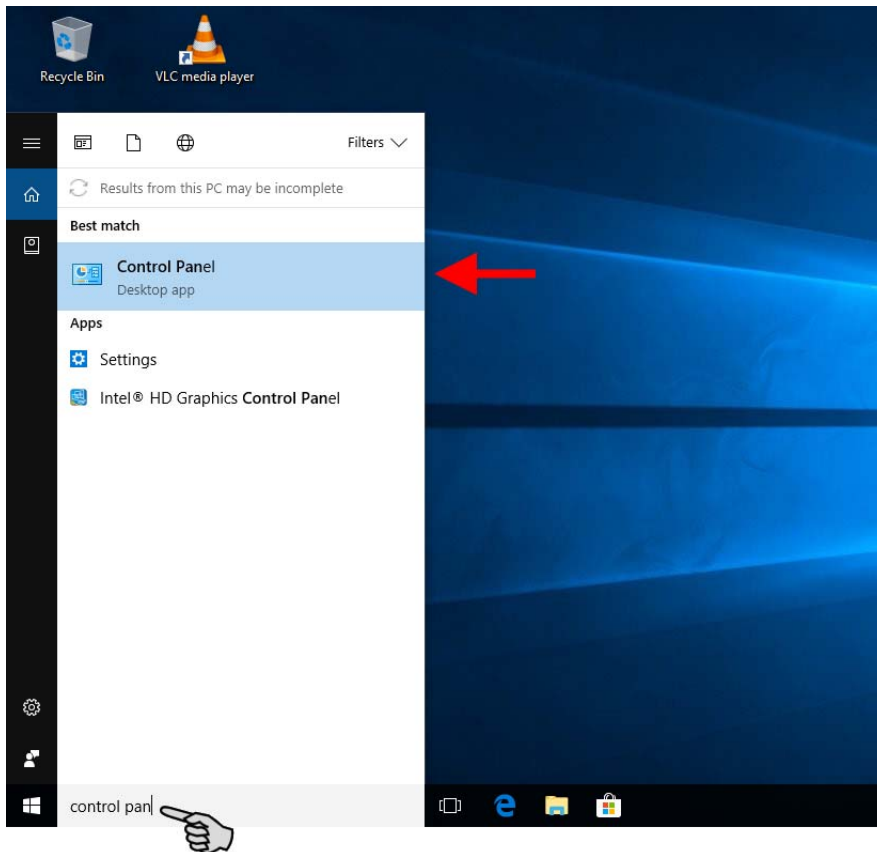 Recycle Bin
VLC media player
Filters
Results from this PC may be incomplete
Best match
Control Panel
Desktop app
Apps
Settings
Intel® HD Graphics Control Panel
control pan